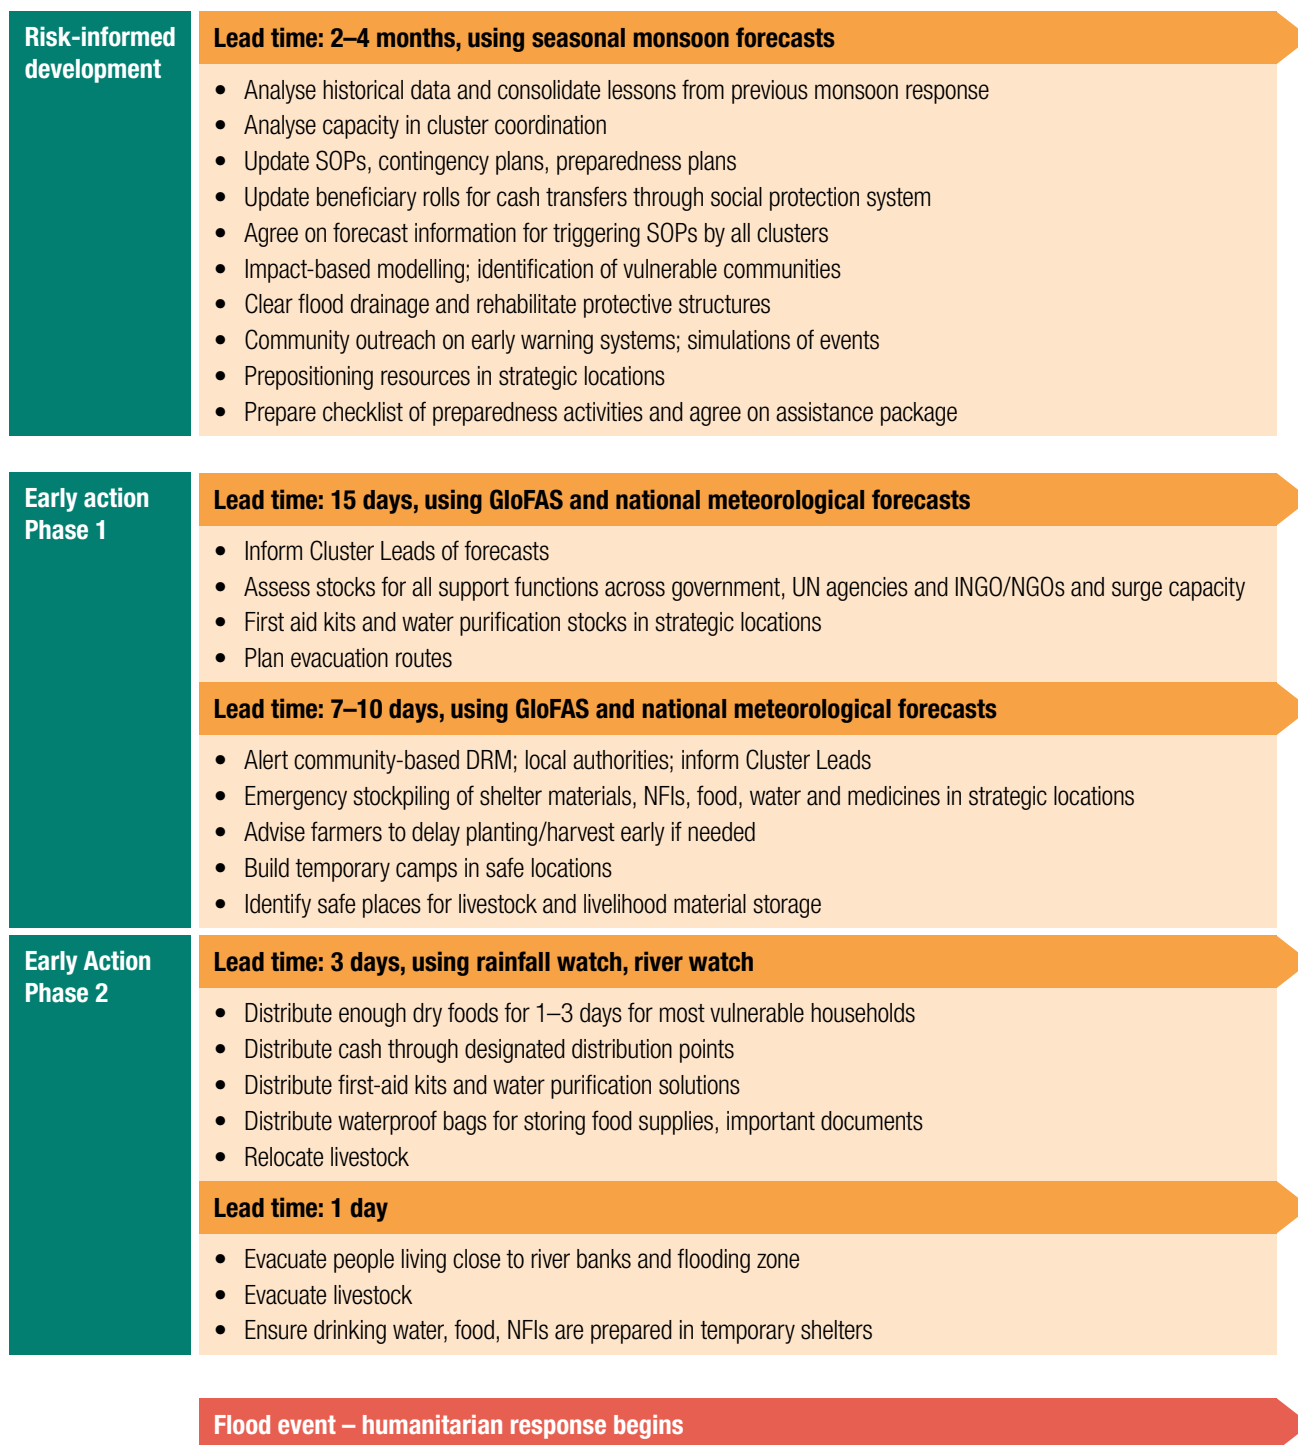 Risk-informed
development
Lead time: 2–4 months, using seasonal monsoon forecasts
• Analyse historical data and consolidate lessons from previous monsoon response
• Analyse capacity in cluster coordination
• Update SOPs, contingency plans, preparedness plans
• Update beneficiary rolls for cash transfers through social protection system
• Agree on forecast information for triggering SOPs by all clusters
• Impact-based modelling; identification of vulnerable communities
• Clear flood drainage and rehabilitate protective structures
• Community outreach on early warning systems; simulations of events
• Prepositioning resources in strategic locations
• Prepare checklist of preparedness activities and agree on assistance package
Early action
Phase 1
Lead time: 15 days, using GloFAS and national meteorological forecasts
• Inform Cluster Leads of forecasts
• Assess stocks for all support functions across government, UN agencies and INGO/NGOs and surge capacity
• First aid kits and water purification stocks in strategic locations
• Plan evacuation routes
Lead time: 7–10 days, using GloFAS and national meteorological forecasts
• Alert community-based DRM; local authorities; inform Cluster Leads
• Emergency stockpiling of shelter materials, NFIs, food, water and medicines in strategic locations
• Advise farmers to delay planting/harvest early if needed
• Build temporary camps in safe locations
• Identify safe places for livestock and livelihood material storage
Early Action
Phase 2
Lead time: 3 days, using rainfall watch, river watch
• Distribute enough dry foods for 1–3 days for most vulnerable households
• Distribute cash through designated distribution points
• Distribute first-aid kits and water purification solutions
• Distribute waterproof bags for storing food supplies, important documents
• Relocate livestock
Lead time: 1 day
• Evacuate people living close to river banks and flooding zone
• Evacuate livestock
• Ensure drinking water, food, NFIs are prepared in temporary shelters
Flood event – humanitarian response begins